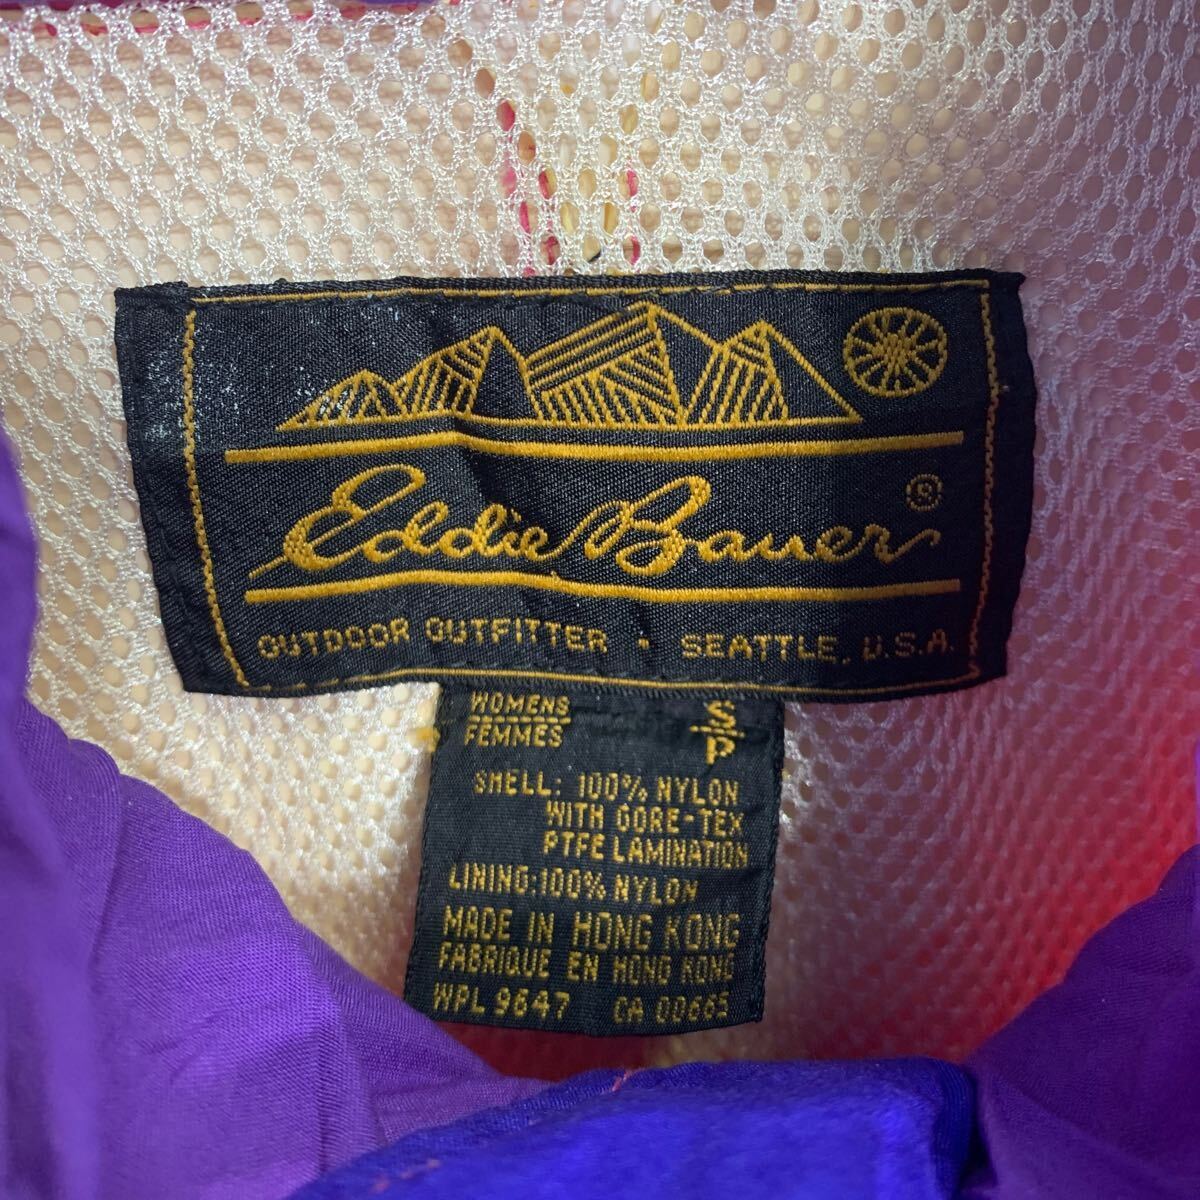 Eddie Bauer ®
OUTDOOR OUTFITTER · SEATTLE, U.S.A.
WOMENS
FEMMES
S
P
SHELL: 100% NYLON
WITH GORE-TEX
PTFE LAMINATION
LINING: 100% NYLON
MADE IN HONG KONG
FABRIQUE EN HONG KONG
WPL 9647 CA 00665